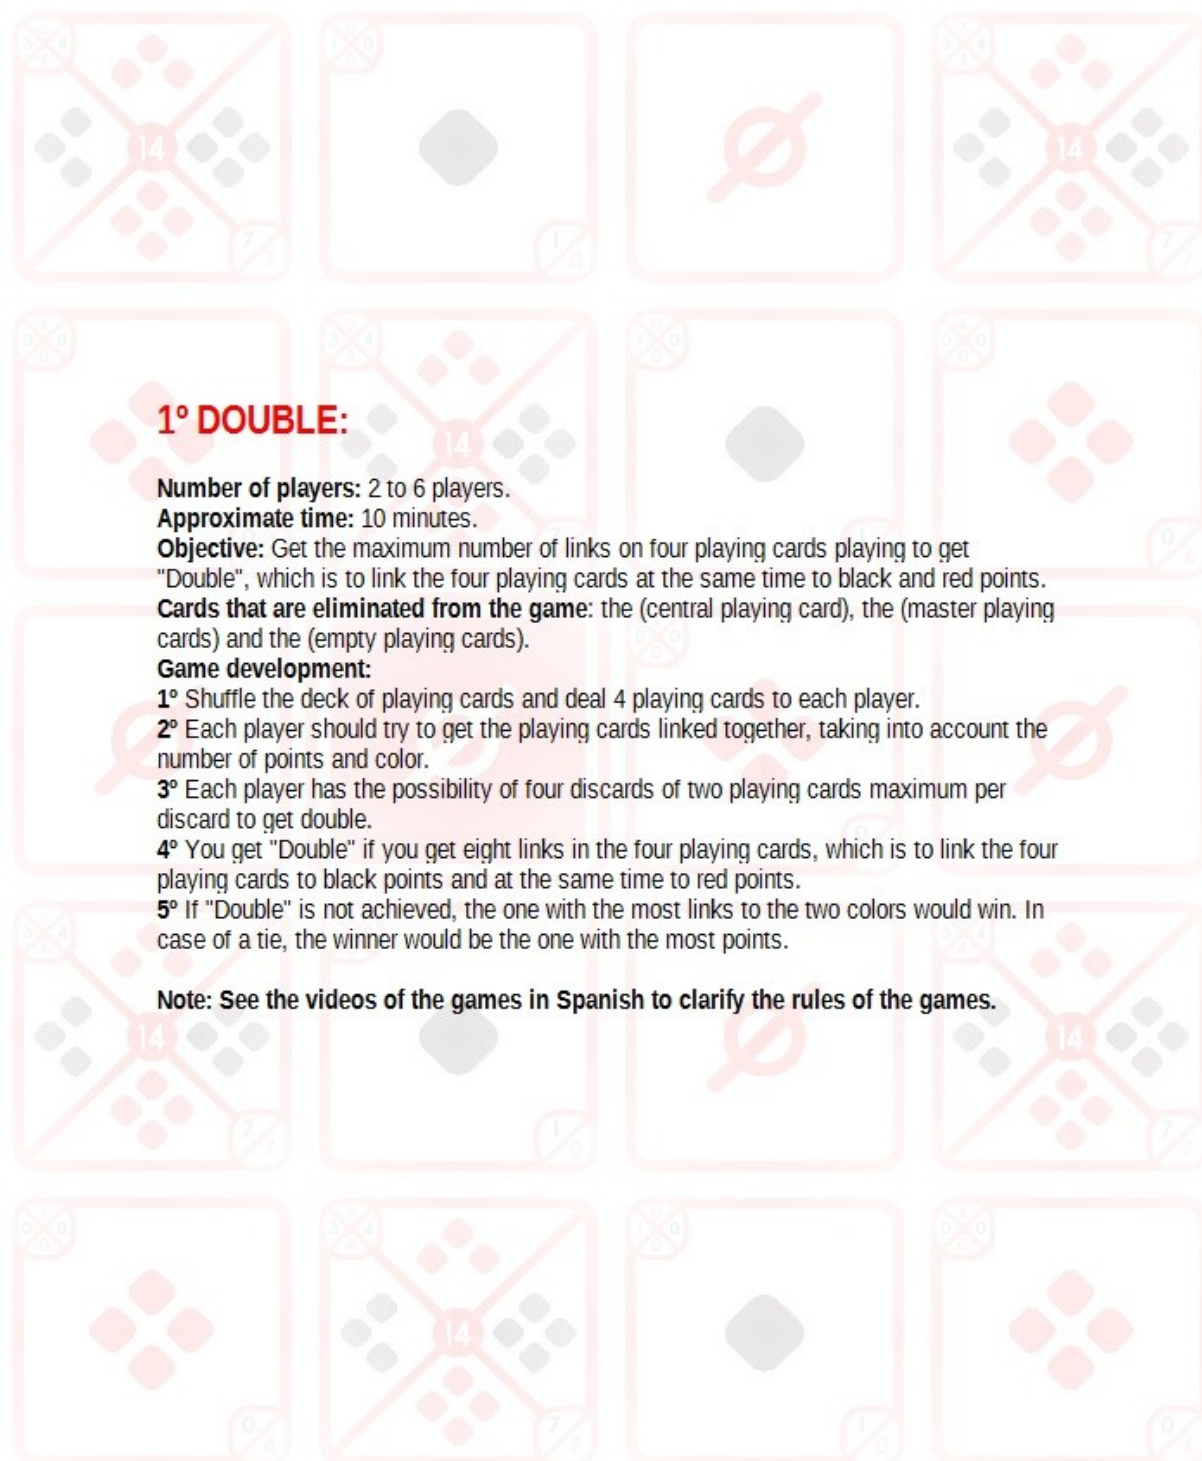 1º DOUBLE:
Number of players: 2 to 6 players.
Approximate time: 10 minutes.
Objective: Get the maximum number of links on four playing cards playing to get
"Double", which is to link the four playing cards at the same time to black and red points.
Cards that are eliminated from the game: the (central playing card), the (master playing
cards) and the (empty playing cards).
Game development:
1º Shuffle the deck of playing cards and deal 4 playing cards to each player.
2º Each player should try to get the playing cards linked together, taking into account the
number of points and color.
3º Each player has the possibility of four discards of two playing cards maximum per
discard to get double.
4º You get "Double" if you get eight links in the four playing cards, which is to link the four
playing cards to black points and at the same time to red points.
5º If "Double" is not achieved, the one with the most links to the two colors would win. In
case of a tie, the winner would be the one with the most points.
Note: See the videos of the games in Spanish to clarify the rules of the games.